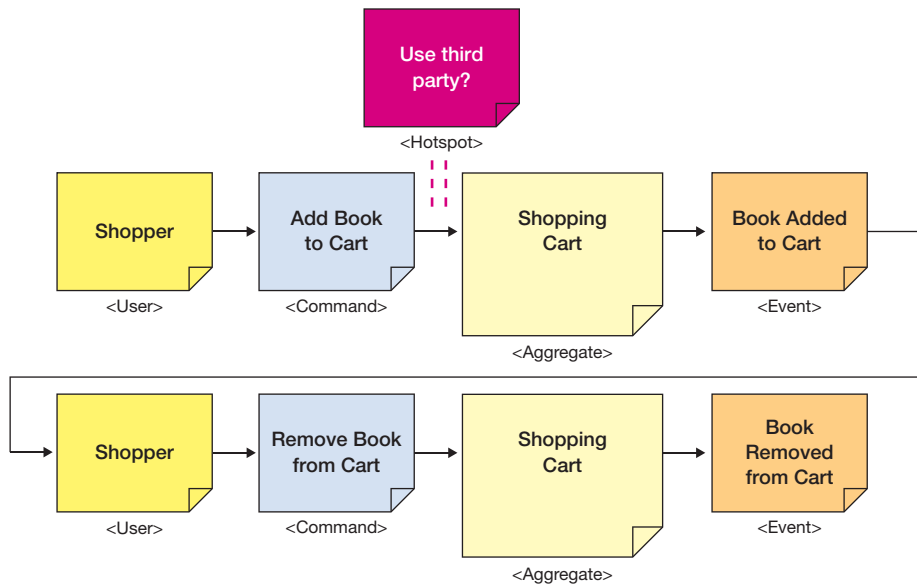 Use third
party?
<Hotspot>
Shopper
<User>
Add Book
to Cart
<Command>
Shopping
Cart
<Aggregate>
Book Added
to Cart
<Event>
Shopper
<User>
Remove Book
from Cart
<Command>
Shopping
Cart
<Aggregate>
Book
Removed
from Cart
<Event>